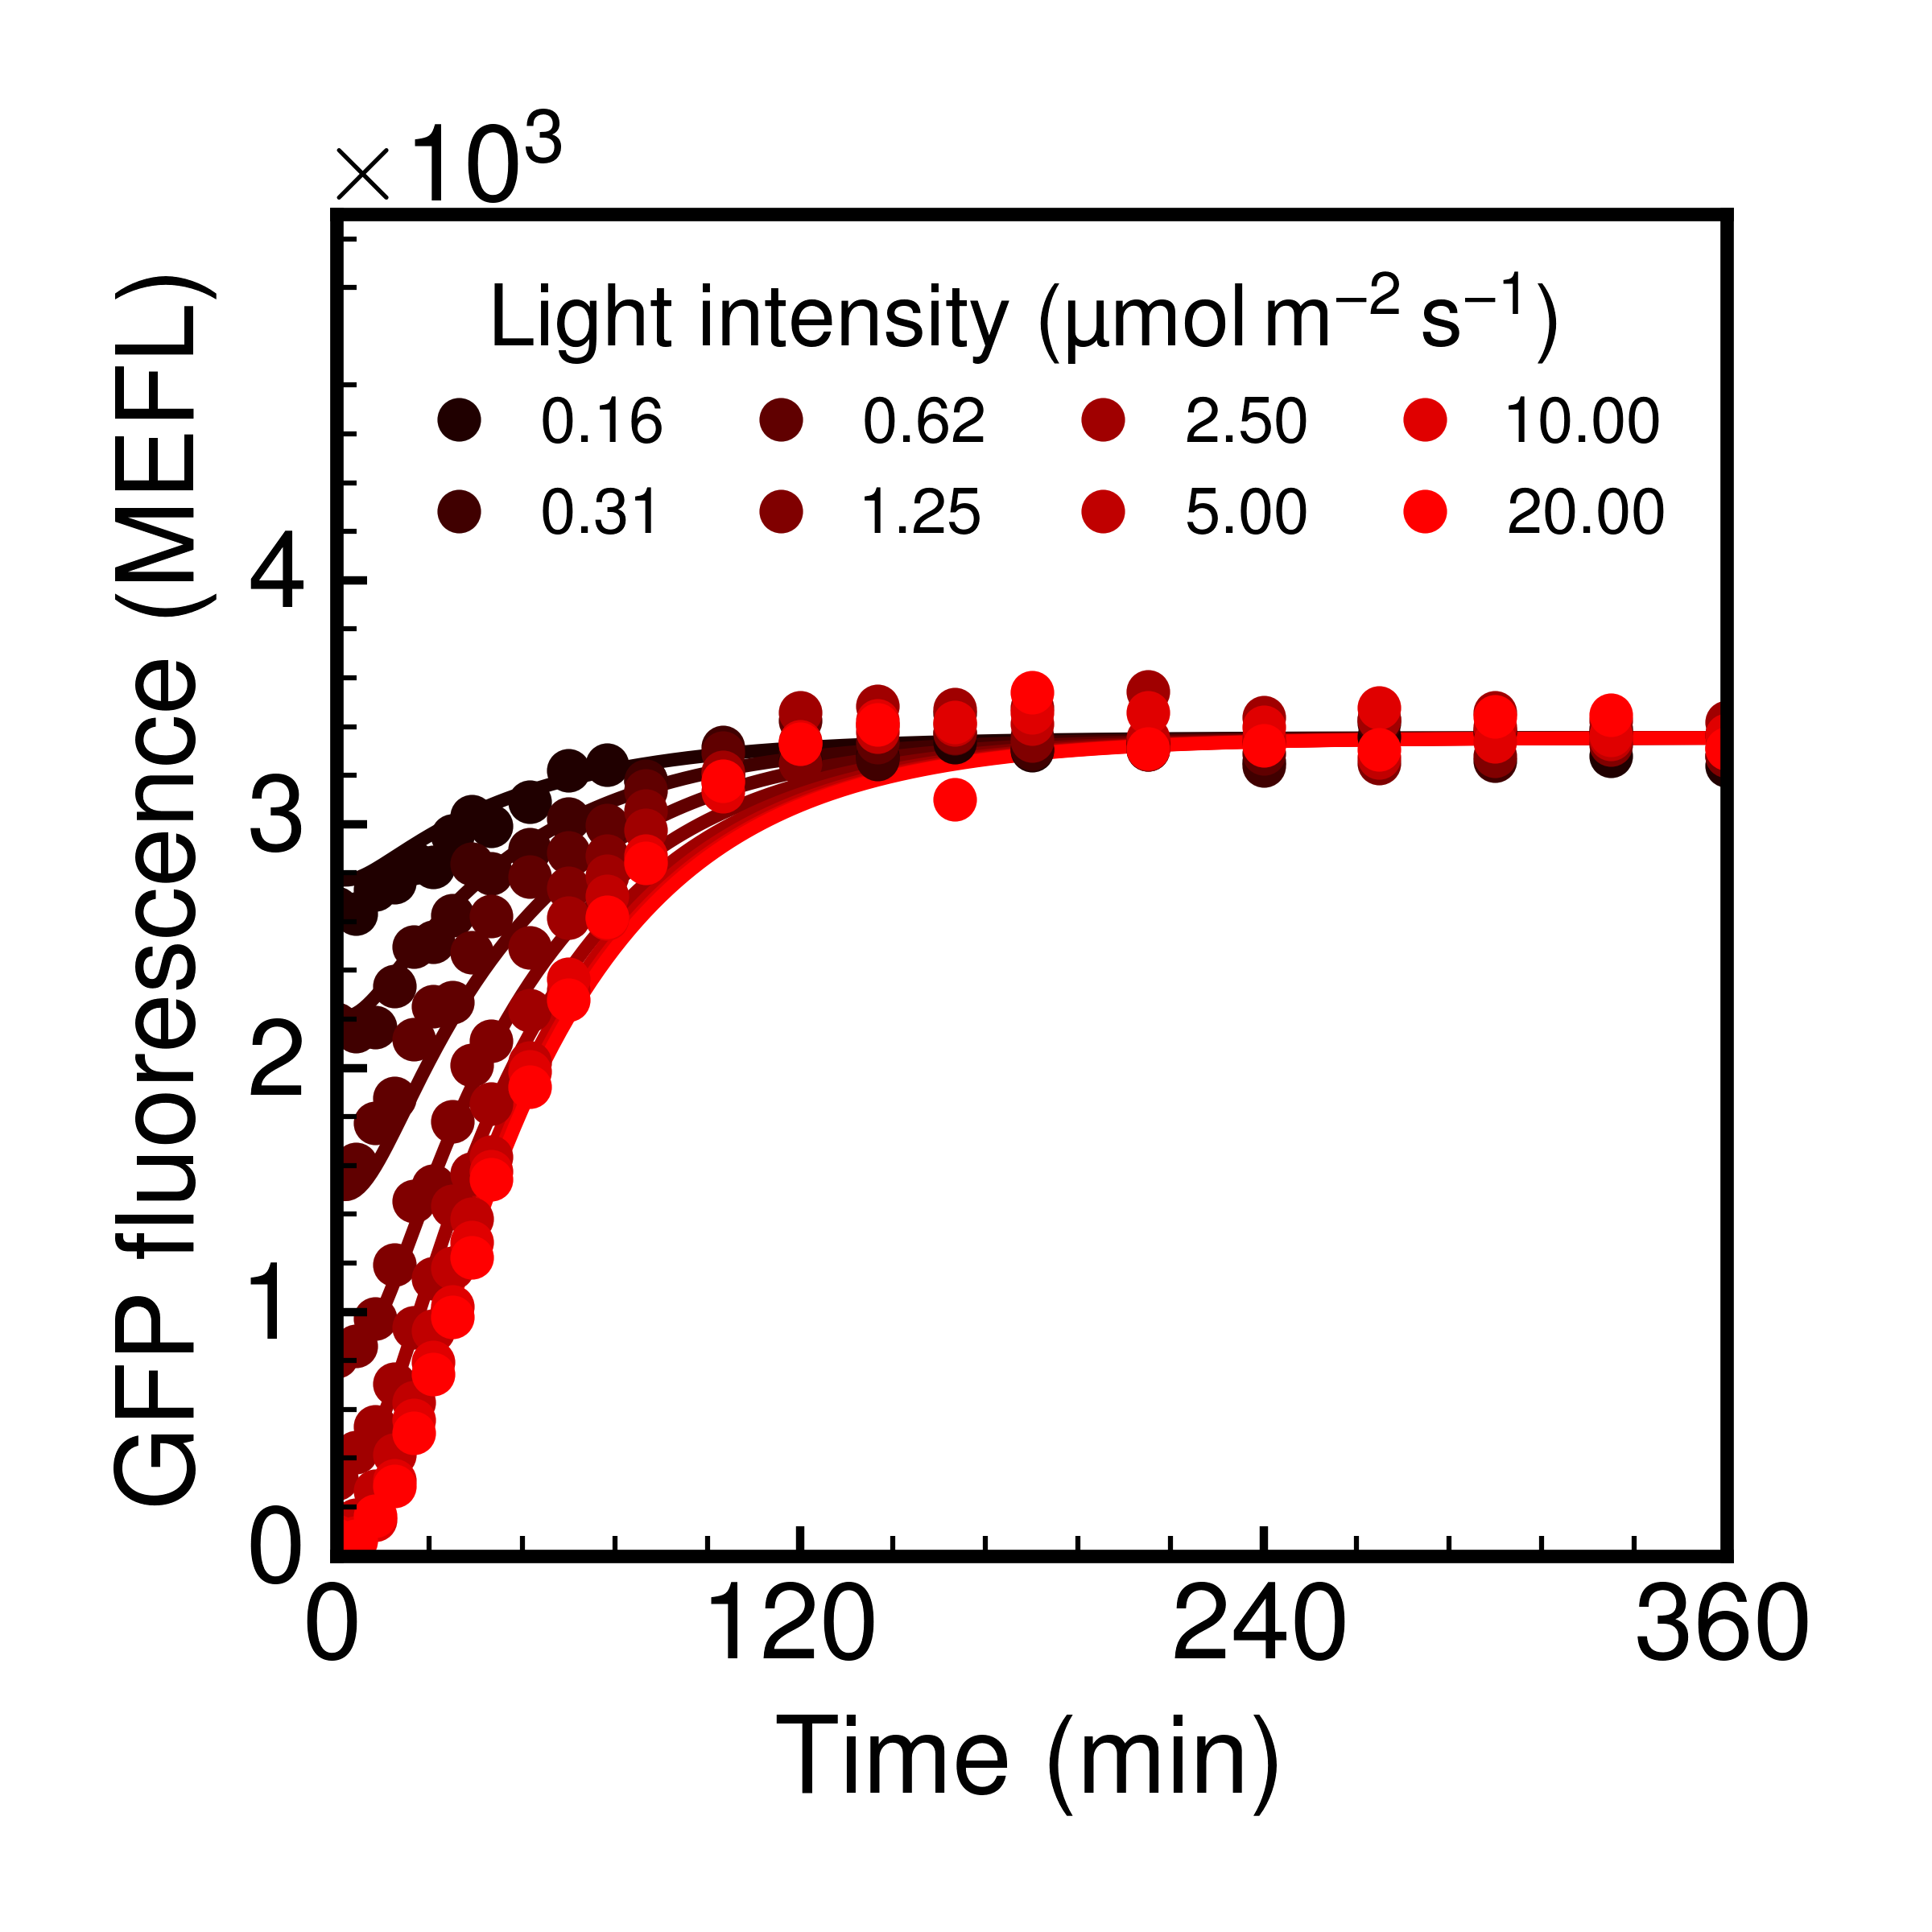 ×10³
Light intensity (µmol m⁻² s⁻¹)
0.16 0.62 2.50 10.00
0.31 1.25 5.00 20.00
GFP fluorescence (MEFL)
4
3
2
1
0
0 120 240 360
Time (min)